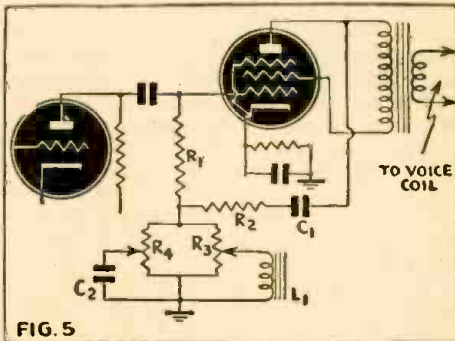 R₁
R₂
C₁
R₄
R₃
C₂
L₁
TO VOICE
COIL
FIG. 5